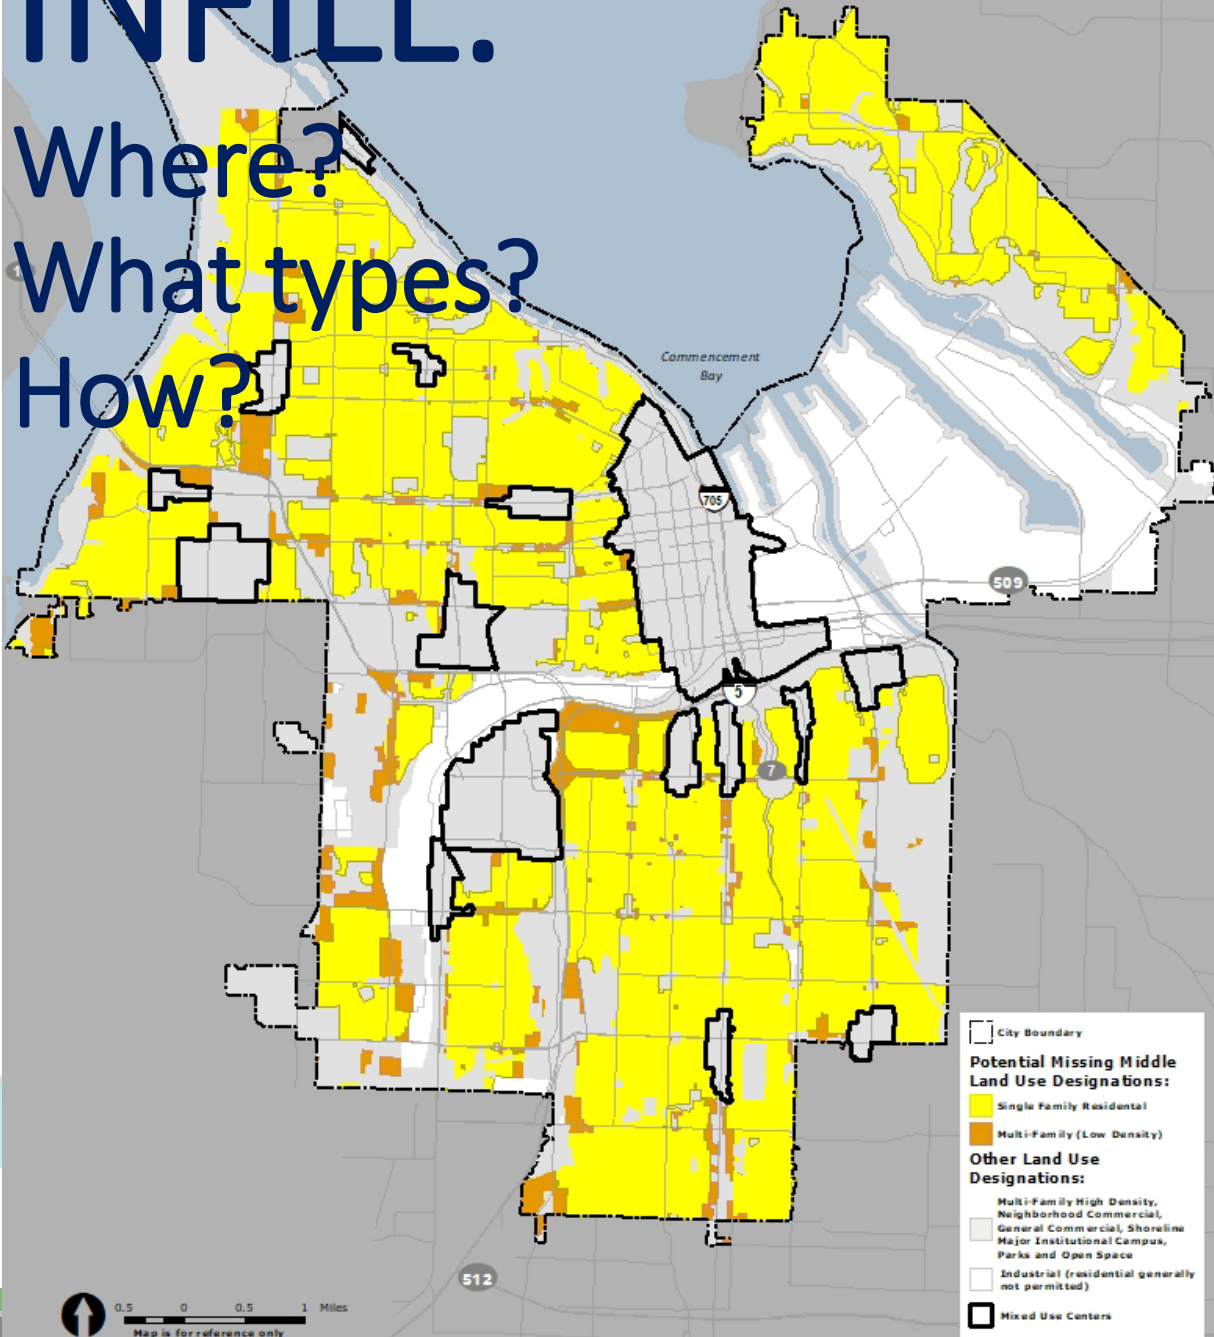 INFILL.
Where?
What types?
How?
1
Commencement
Bay
705
509
5
7
512
City Boundary
Potential Missing Middle
Land Use Designations:
Single Family Residential
Multi-Family (Low Density)
Other Land Use
Designations:
Multi-Family High Density,
Neighborhood Commercial,
General Commercial, Shoreline
Major Institutional Campus,
Parks and Open Space
Industrial (residential generally
not permitted)
Mixed Use Centers
0.5 0 0.5 1 Miles
Map is for reference only